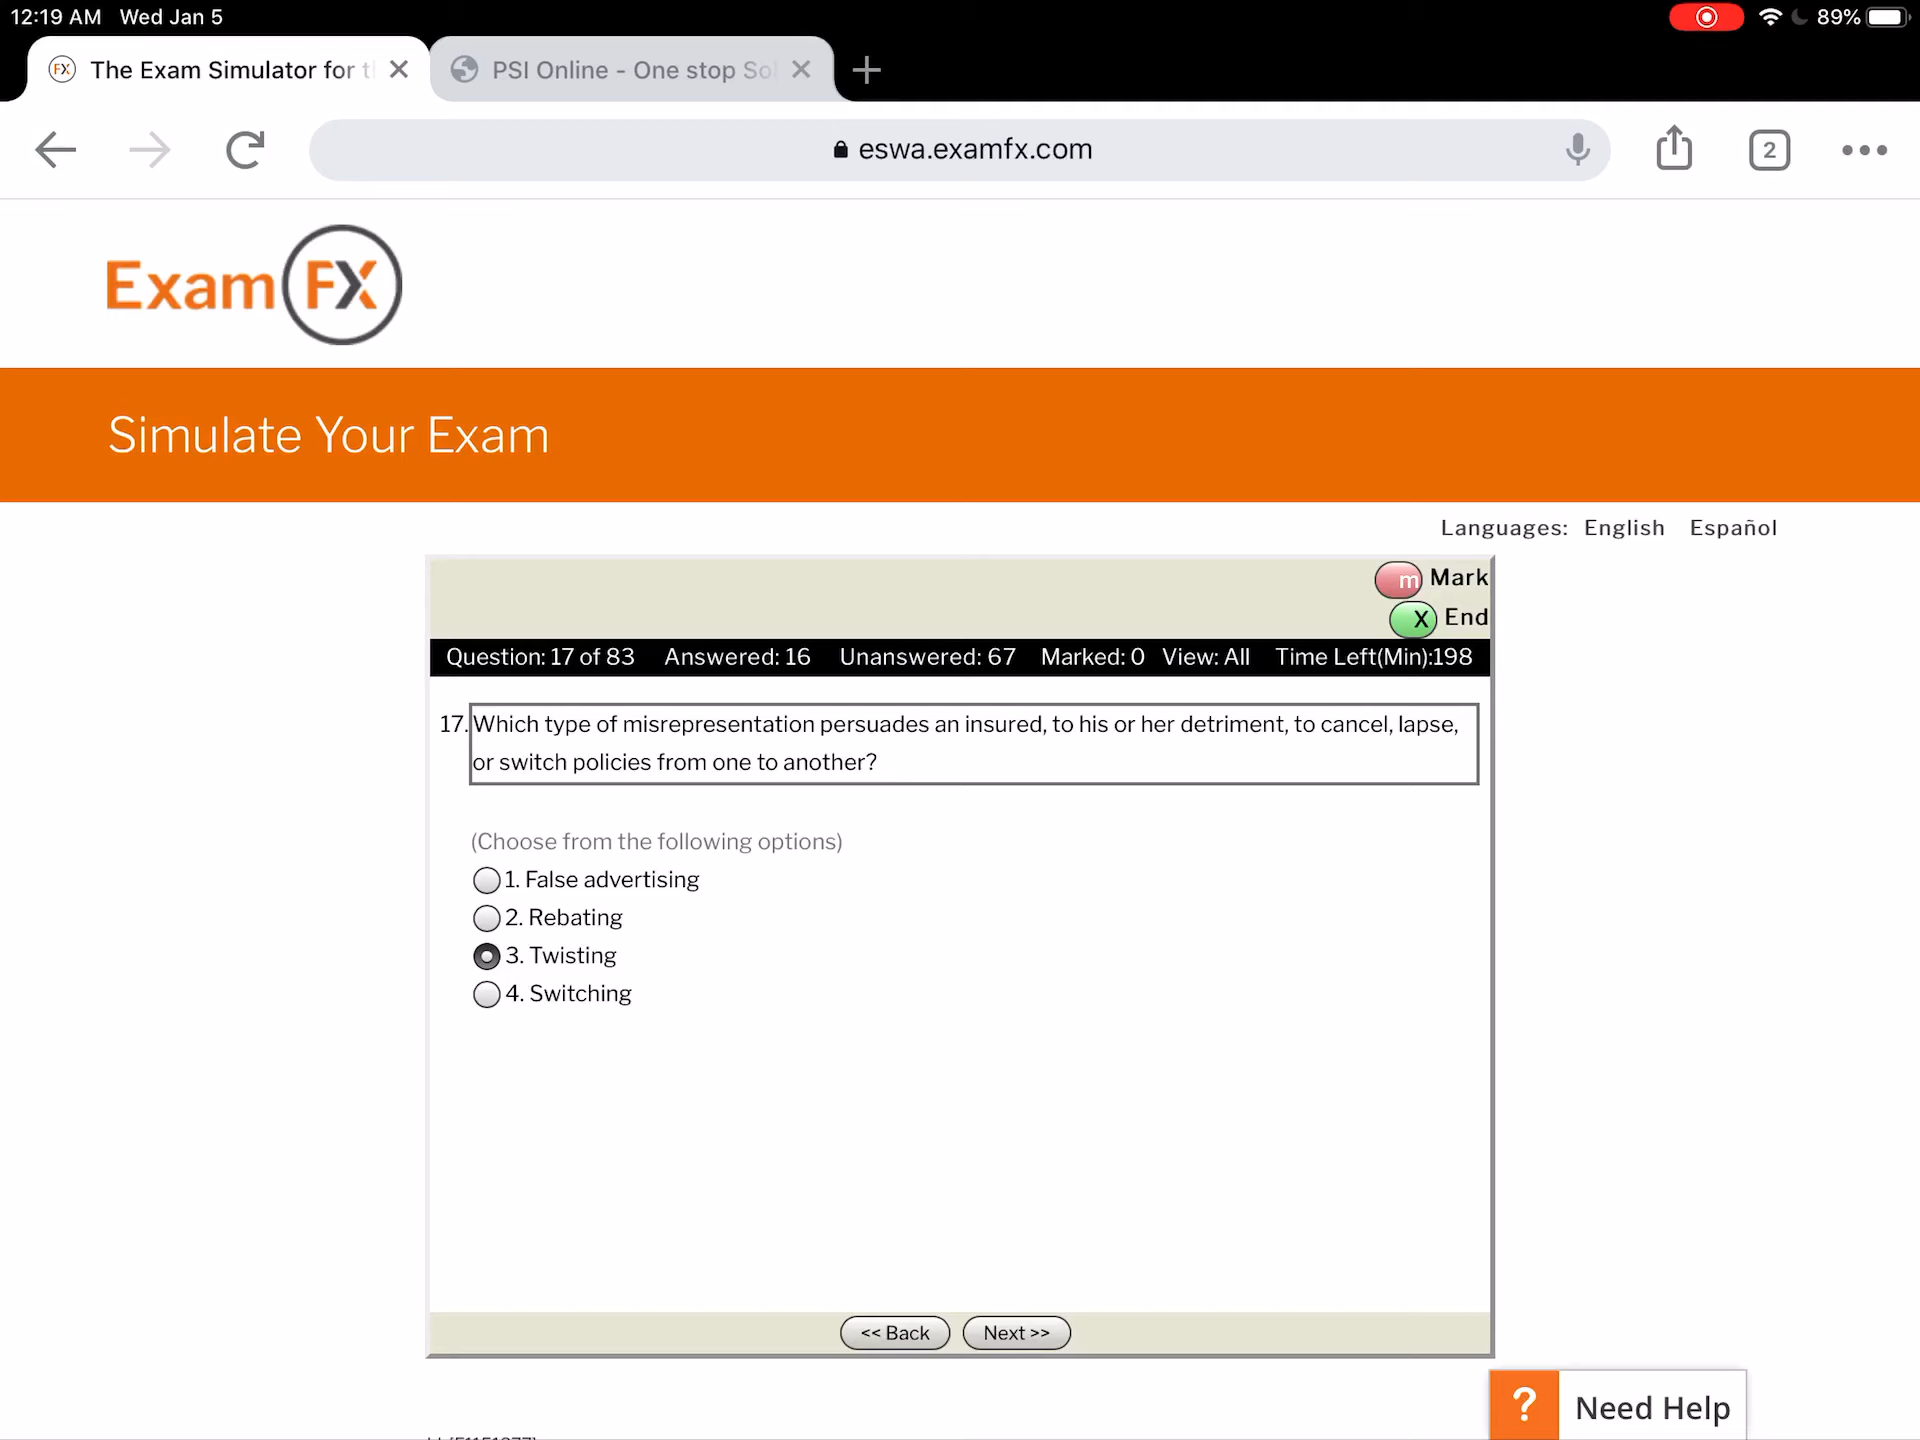 12:19 AM Wed Jan 5
89%
FX The Exam Simulator for t
PSI Online - One stop Sol
eswa.examfx.com
2
Exam FX
Simulate Your Exam
Languages: English Español
m Mark
X End
Question: 17 of 83 Answered: 16 Unanswered: 67 Marked: 0 View: All Time Left(Min):198
17. Which type of misrepresentation persuades an insured, to his or her detriment, to cancel, lapse,
or switch policies from one to another?
(Choose from the following options)
1. False advertising
2. Rebating
3. Twisting
4. Switching
<< Back Next >>
? Need Help